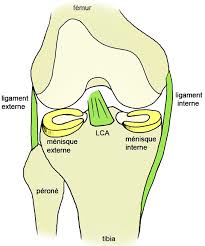 fémur
ligament
externe
ligament
interne
LCA
ménisque
externe
ménisque
interne
péroné
tibia